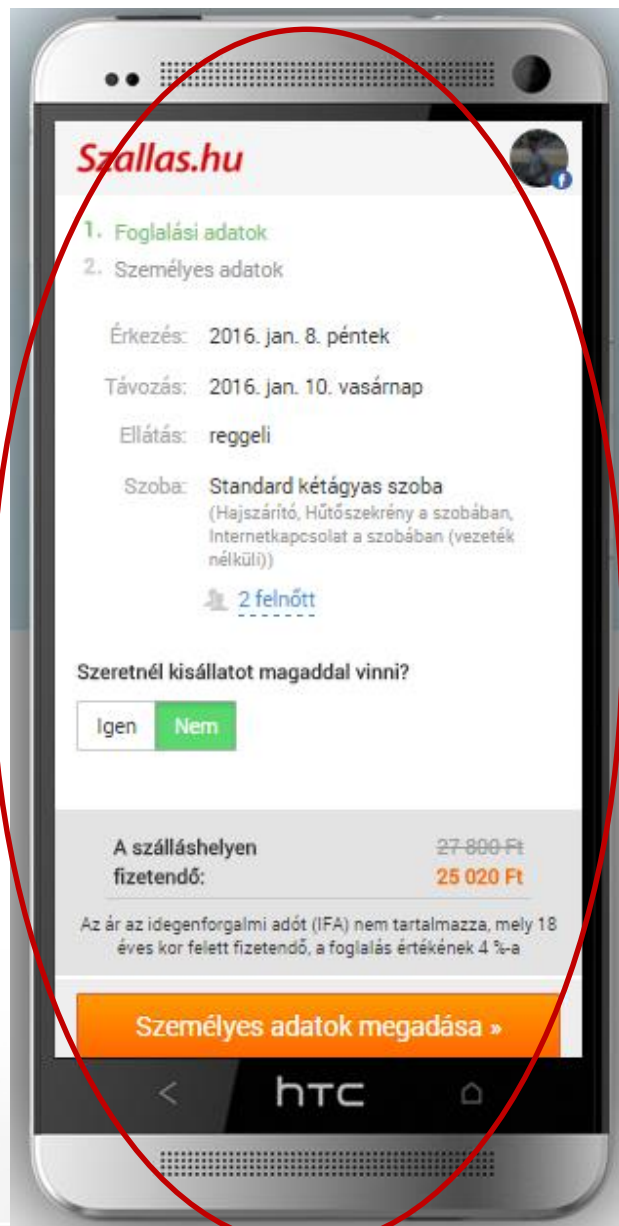 Szallas.hu
f
1. Foglalási adatok
2. Személyes adatok
Érkezés: 2016. jan. 8. péntek
Távozás: 2016. jan. 10. vasárnap
Ellátás: reggeli
Szoba: Standard kétágyas szoba
(Hajszárító, Hűtőszekrény a szobában,
Internetkapcsolat a szobában (vezeték
nélküli))
2 felnőtt
Szeretnél kisállatot magaddal vinni?
Igen Nem
A szálláshelyen 27 800 Ft
fizetendő: 25 020 Ft
Az ár az idegenforgalmi adót (IFA) nem tartalmazza, mely 18
éves kor felett fizetendő, a foglalás értékének 4 %-a
Személyes adatok megadása »
hTC